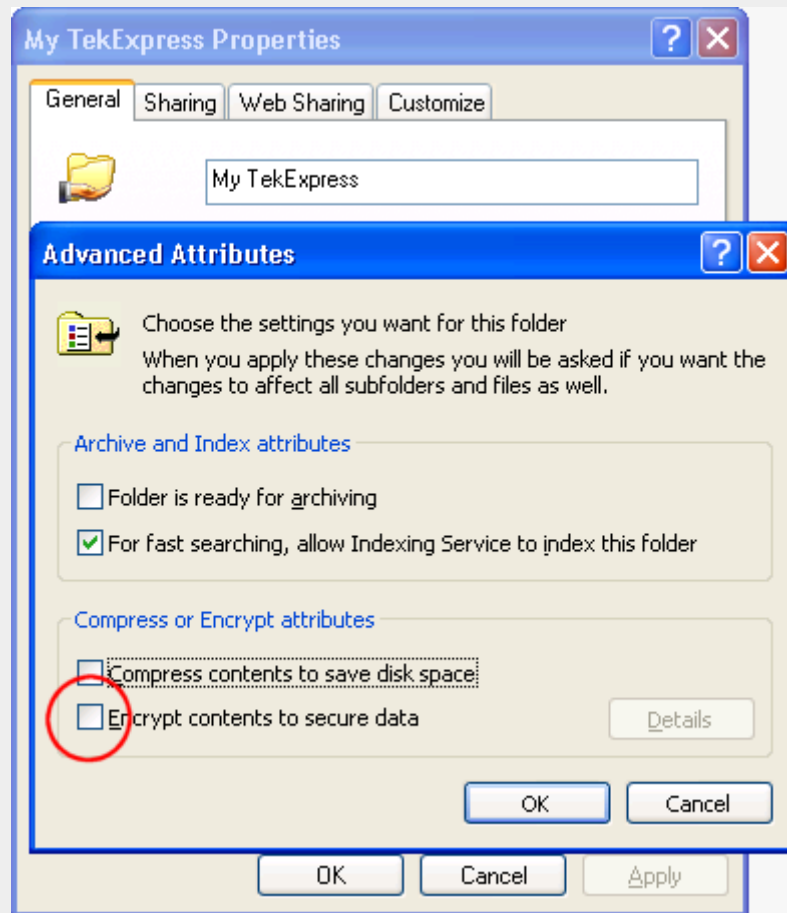 My TekExpress Properties
General Sharing Web Sharing Customize
My TekExpress
Advanced Attributes
Choose the settings you want for this folder
When you apply these changes you will be asked if you want the
changes to affect all subfolders and files as well.
Archive and Index attributes
Folder is ready for archiving
For fast searching, allow Indexing Service to index this folder
Compress or Encrypt attributes
Compress contents to save disk space
Encrypt contents to secure data Details
OK Cancel
OK Cancel Apply